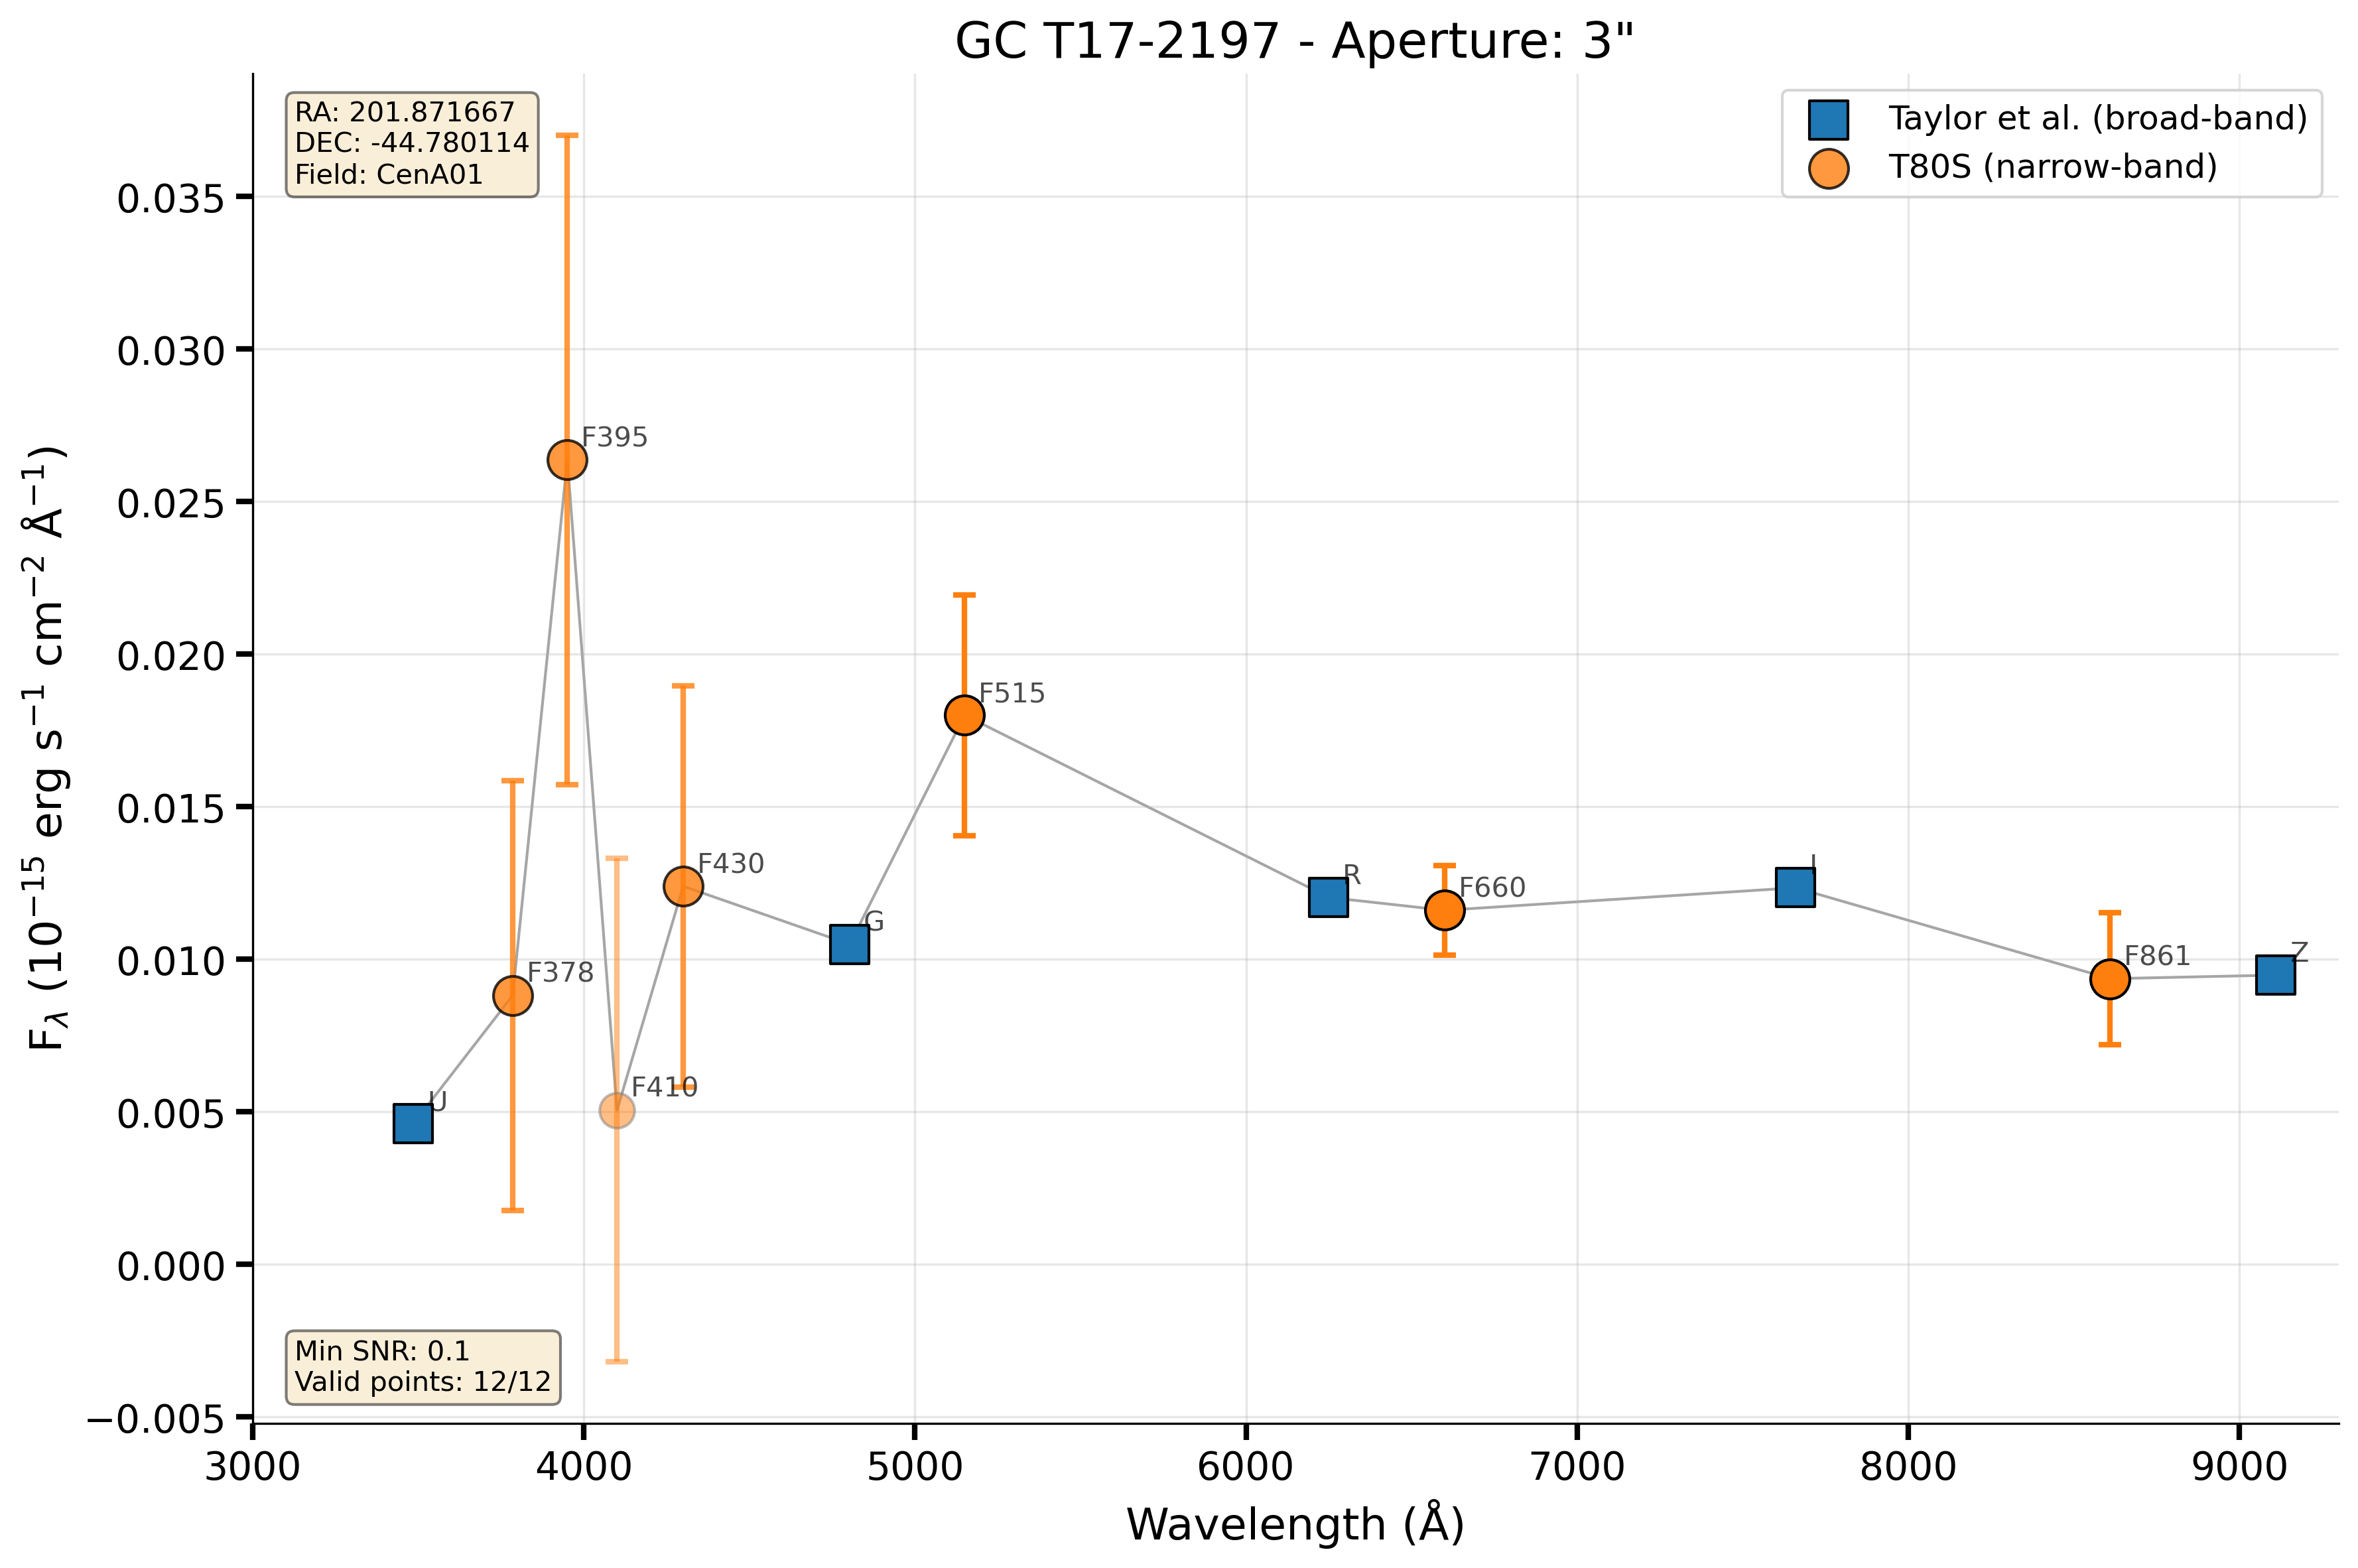 GC T17-2197 - Aperture: 3"
RA: 201.871667
DEC: -44.780114
Field: CenA01
Taylor et al. (broad-band)
T80S (narrow-band)
F_λ (10⁻¹⁵ erg s⁻¹ cm⁻² Å⁻¹)
0.035
0.030
0.025
0.020
0.015
0.010
0.005
0.000
−0.005
U
F378
F395
F410
F430
G
F515
R
F660
I
F861
Z
Min SNR: 0.1
Valid points: 12/12
3000
4000
5000
6000
7000
8000
9000
Wavelength (Å)